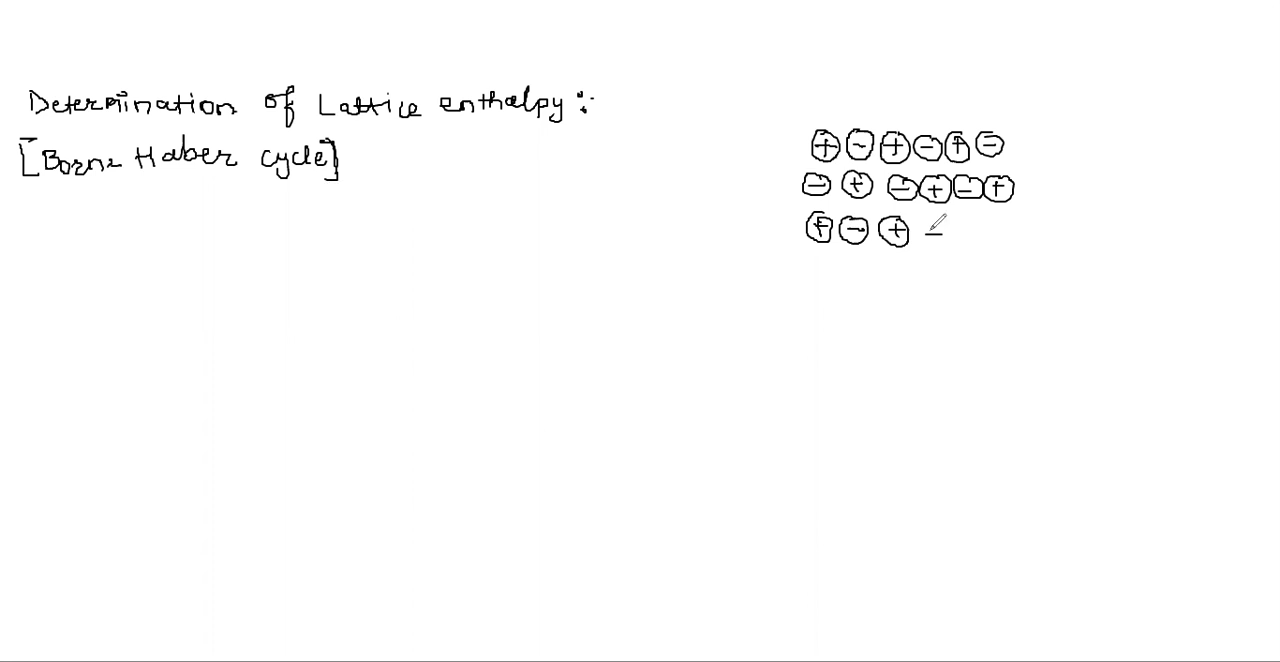 Determination of Lattice enthalpy :-
[Born-Haber cycle]
+ - + - + -
- + - + - +
+ - + -